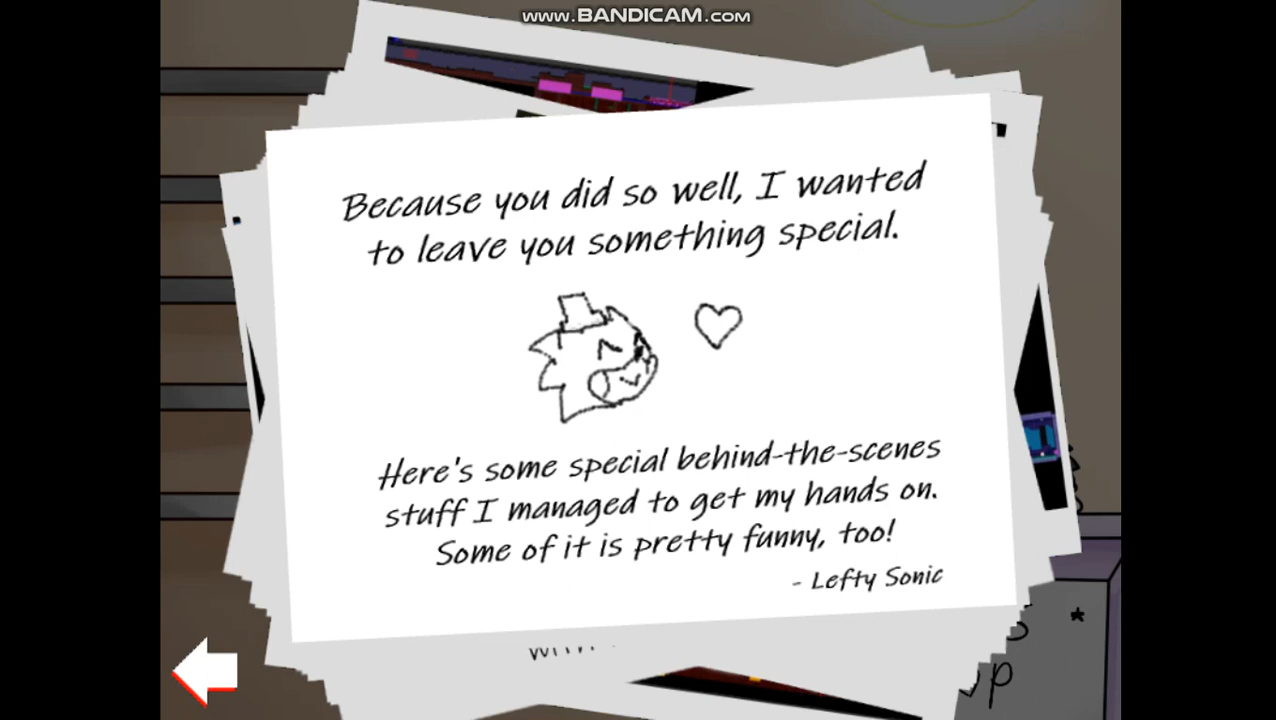 www.BANDICAM.com
Because you did so well, I wanted
to leave you something special.
Here's some special behind-the-scenes
stuff I managed to get my hands on.
Some of it is pretty funny, too!
- Lefty Sonic